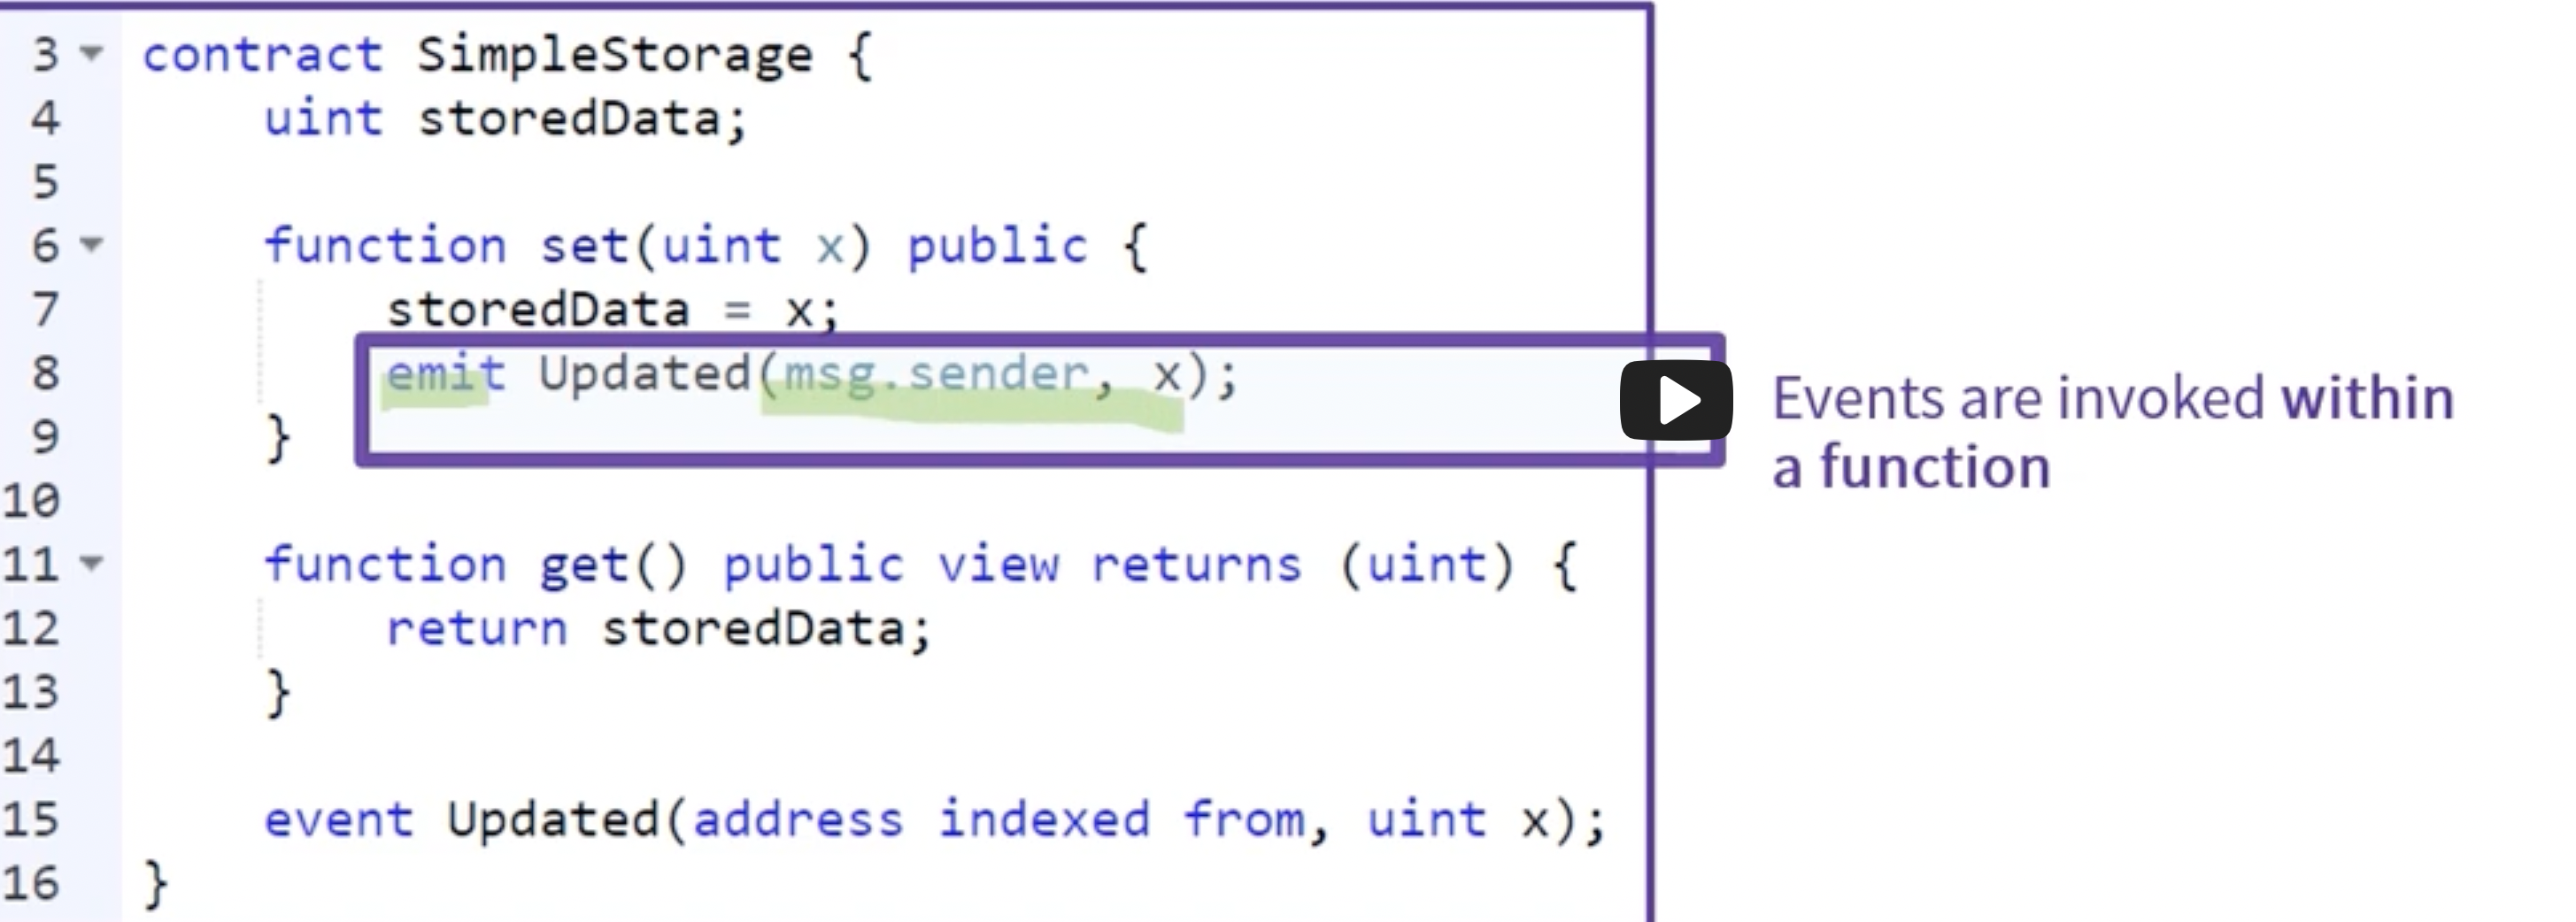 3 contract SimpleStorage {
4 uint storedData;
5
6 function set(uint x) public {
7 storedData = x;
8 emit Updated(msg.sender, x);
9 }
10
11 function get() public view returns (uint) {
12 return storedData;
13 }
14
15 event Updated(address indexed from, uint x);
16 }
Events are invoked within
a function